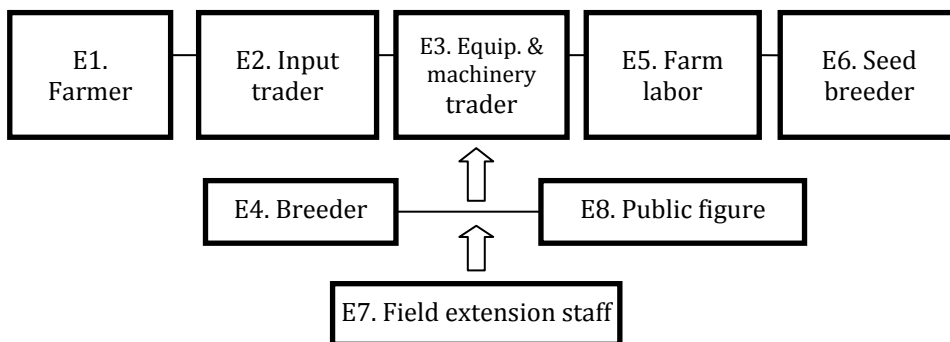 E1.
Farmer
E2. Input
trader
E3. Equip. &
machinery
trader
E5. Farm
labor
E6. Seed
breeder
E4. Breeder
E8. Public figure
E7. Field extension staff